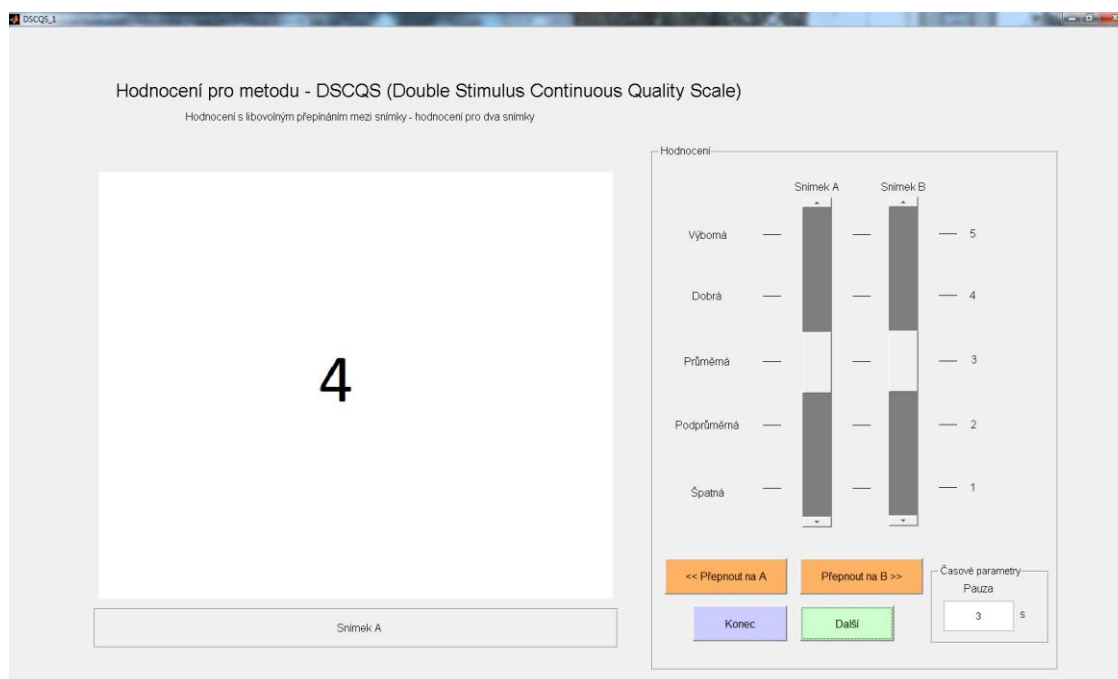 DSCQS_1
Hodnocení pro metodu - DSCQS (Double Stimulus Continuous Quality Scale)
Hodnocení s libovolným přepínáním mezi snímky - hodnocení pro dva snímky
Hodnocení
Snímek A Snímek B
Výborná 5
Dobrá 4
Průměrná 3
Podprůměrná 2
Špatná 1
4
<< Přepnout na A Přepnout na B >>
Časové parametry
Pauza
3 s
Konec Další
Snímek A